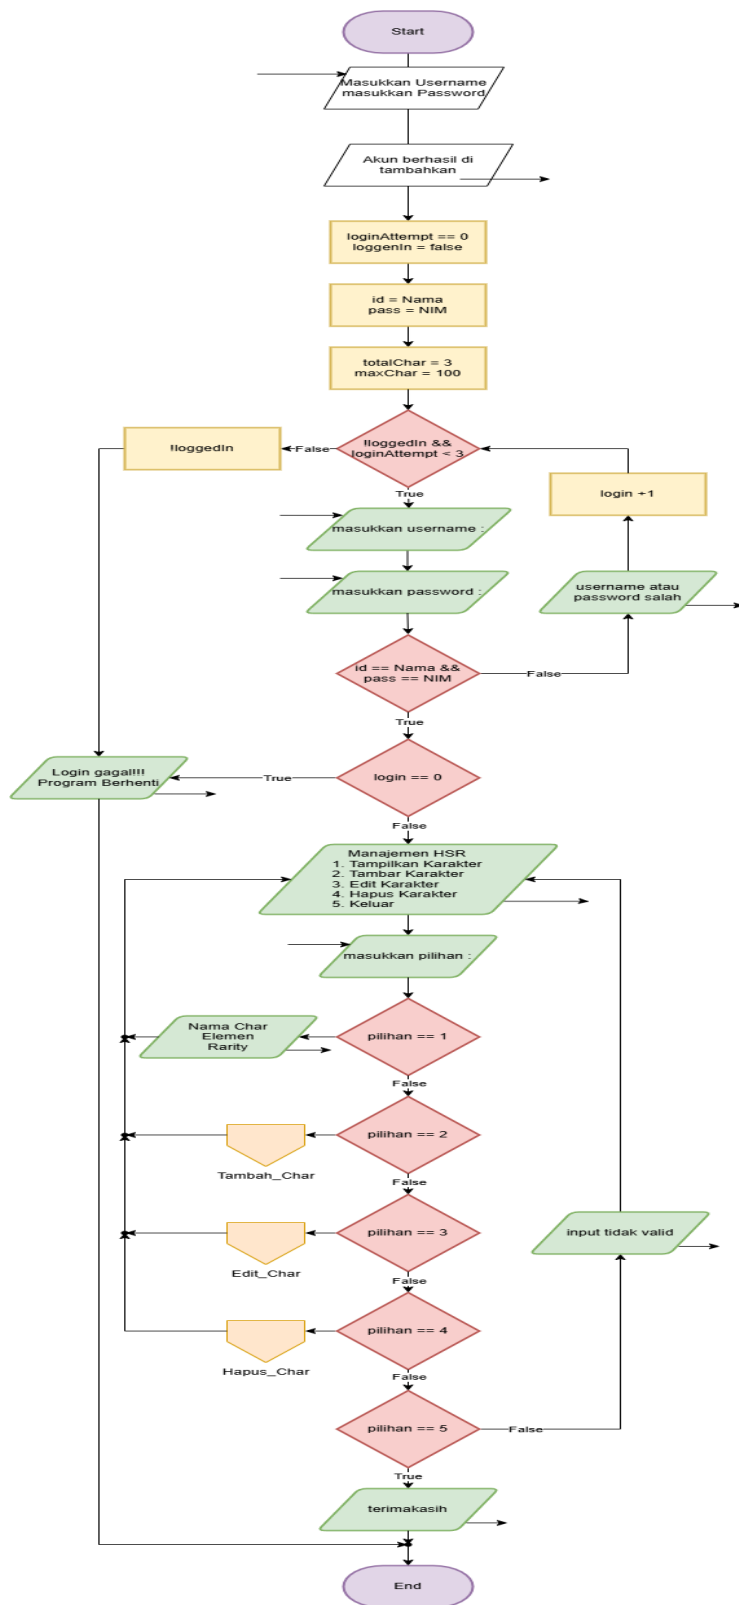 Start
Masukkan Username
masukkan Password
Akun berhasil di
tambahkan
loginAttempt == 0
loggenIn = false
id = Nama
pass = NIM
totalChar = 3
maxChar = 100
!loggedIn
False
!loggedIn &&
loginAttempt < 3
True
login +1
masukkan username :
masukkan password :
username atau
password salah
id == Nama &&
pass == NIM
False
True
Login gagal!!!
Program Berhenti
True
login == 0
False
Manajemen HSR
1. Tampilkan Karakter
2. Tambar Karakter
3. Edit Karakter
4. Hapus Karakter
5. Keluar
masukkan pilihan :
Nama Char
Elemen
Rarity
pilihan == 1
False
pilihan == 2
Tambah_Char
False
pilihan == 3
input tidak valid
Edit_Char
False
pilihan == 4
Hapus_Char
False
pilihan == 5
False
True
terimakasih
End